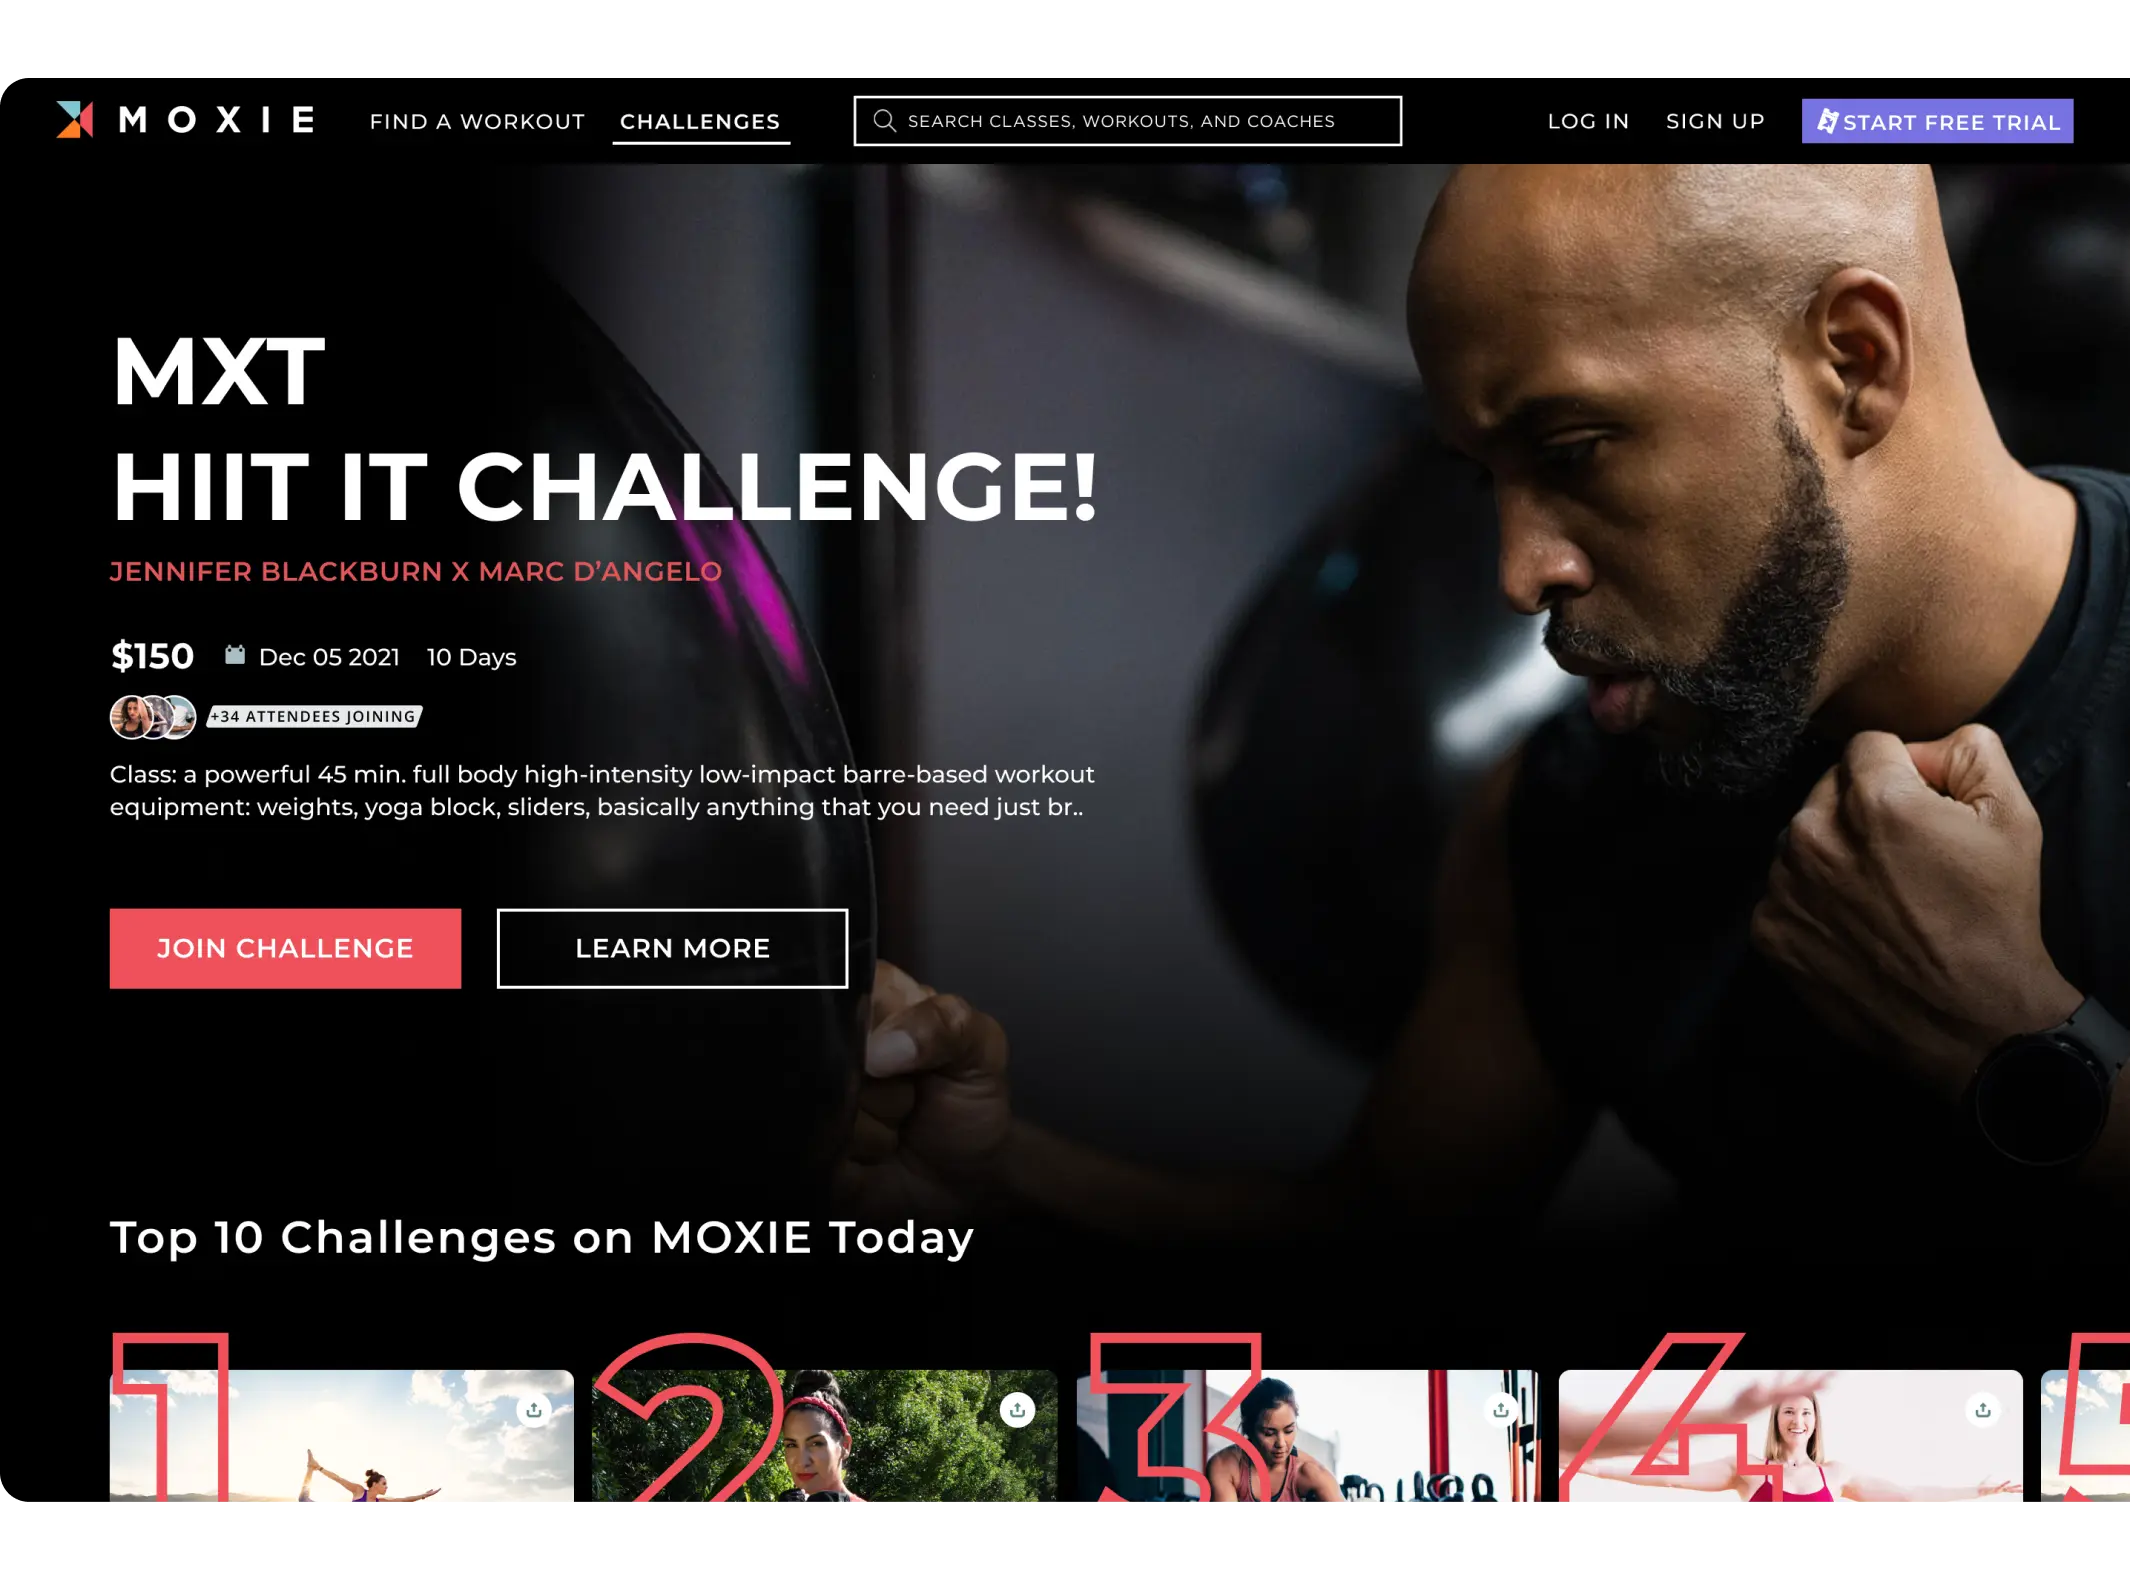 MOXIE
FIND A WORKOUT
CHALLENGES
SEARCH CLASSES, WORKOUTS, AND COACHES
LOG IN
SIGN UP
START FREE TRIAL
MXT
HIIT IT CHALLENGE!
JENNIFER BLACKBURN X MARC D’ANGELO
$150
Dec 05 2021
10 Days
+34 ATTENDEES JOINING
Class: a powerful 45 min. full body high-intensity low-impact barre-based workout
equipment: weights, yoga block, sliders, basically anything that you need just br..
JOIN CHALLENGE
LEARN MORE
Top 10 Challenges on MOXIE Today
1
2
3
4
5